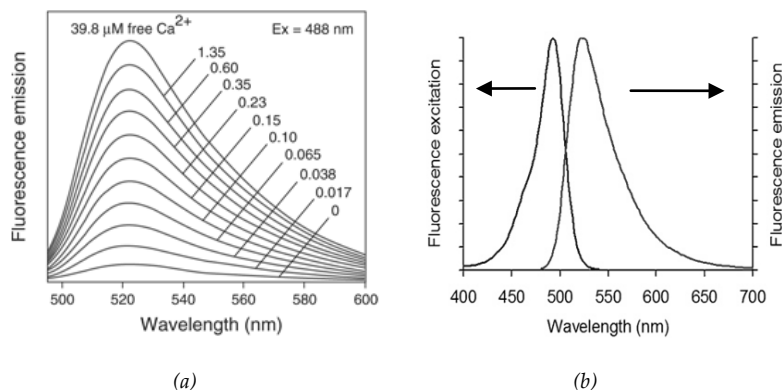 39.8 μM free Ca²⁺ Ex = 488 nm
1.35
0.60
0.35
0.23
0.15
0.10
0.065
0.038
0.017
0
Fluorescence emission
500 520 540 560 580 600
Wavelength (nm)
(a)
Fluorescence excitation
Fluorescence emission
400 450 500 550 600 650 700
Wavelength (nm)
(b)